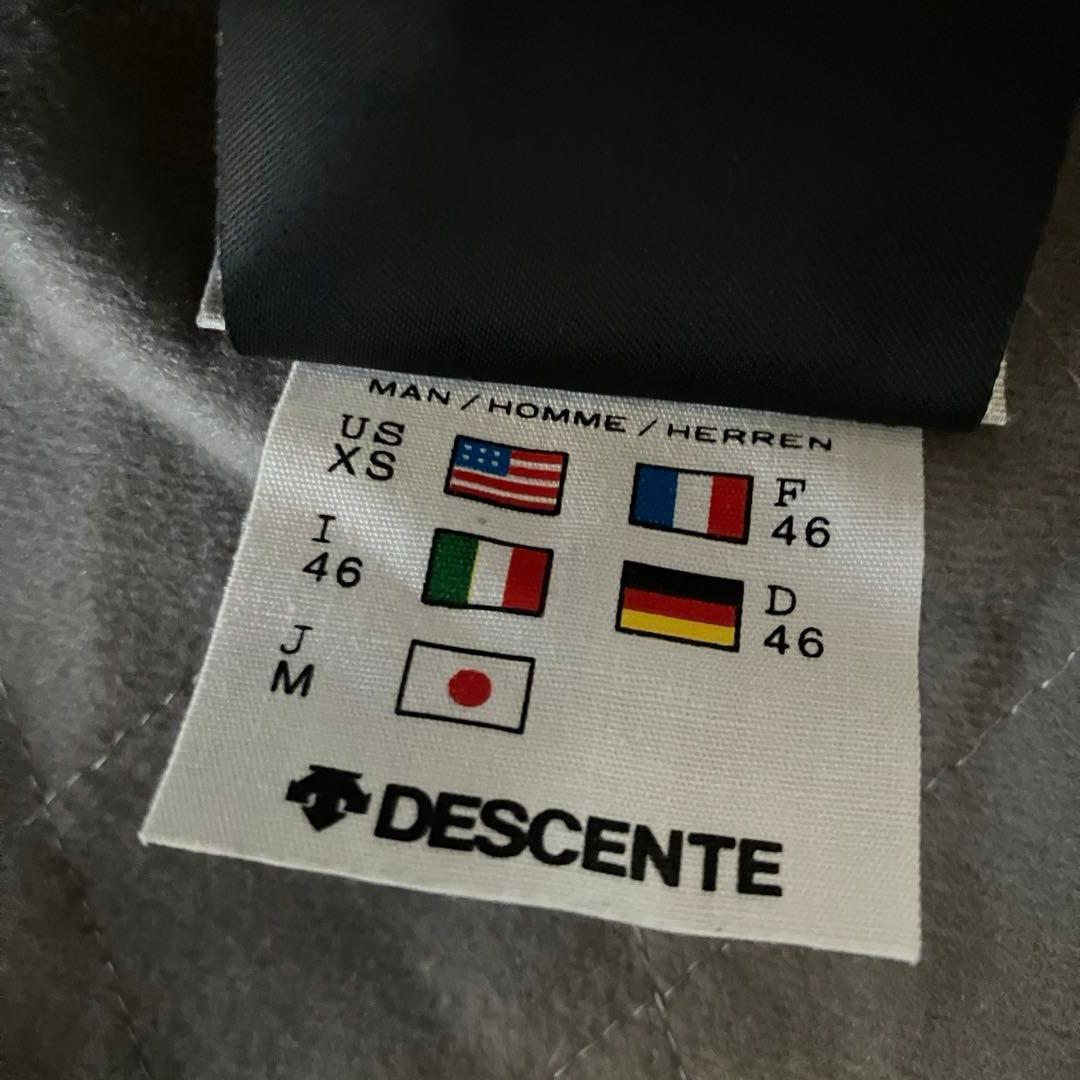 MAN / HOMME / HERREN
US
XS
F
46
I
46
D
46
J
M
DESCENTE